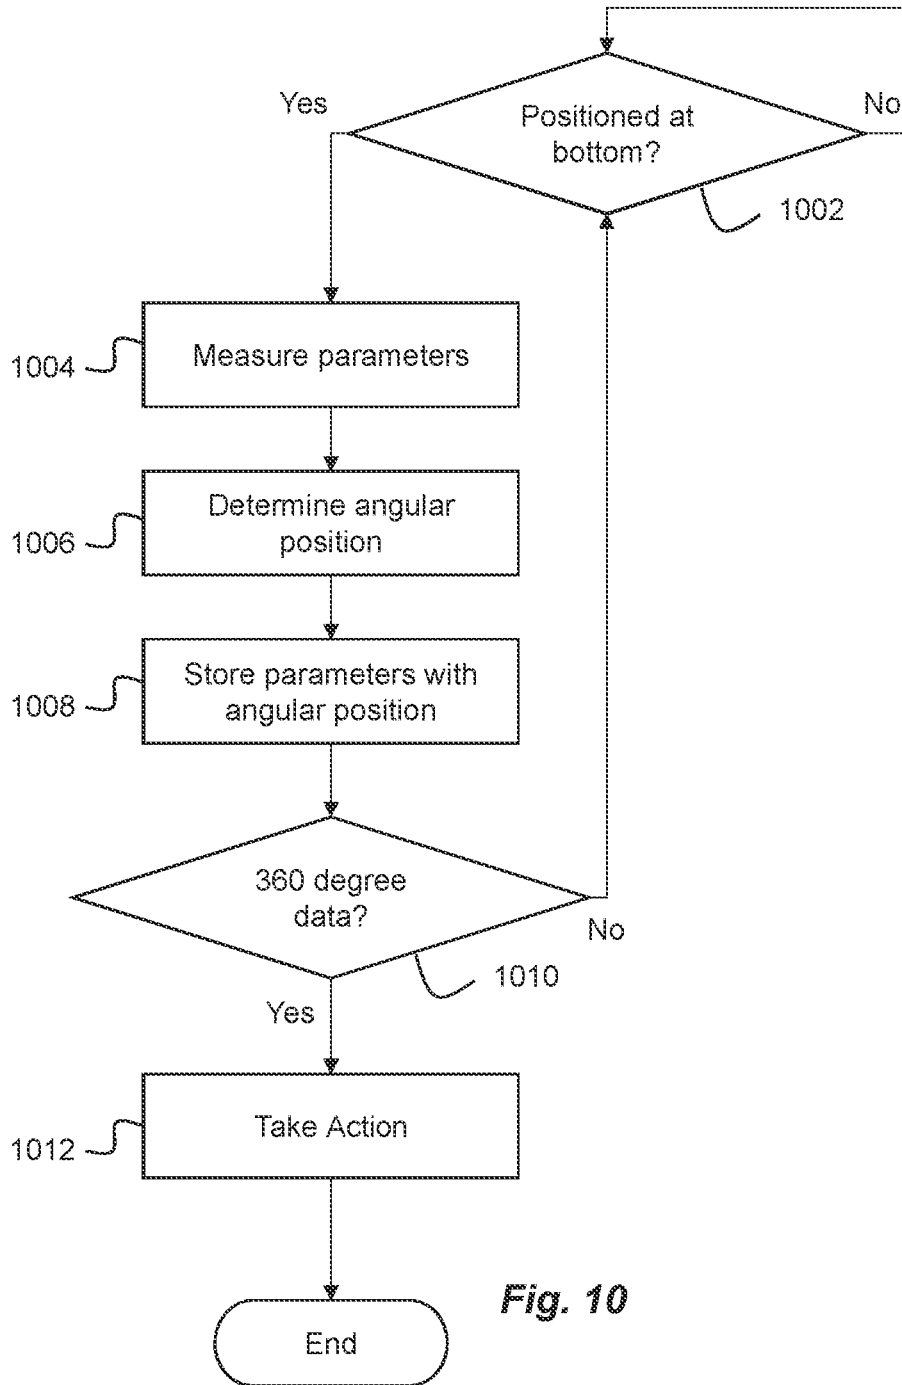 Yes
Positioned at
bottom?
No
1002
1004
Measure parameters
1006
Determine angular
position
1008
Store parameters with
angular position
360 degree
data?
No
1010
Yes
1012
Take Action
Fig. 10
End